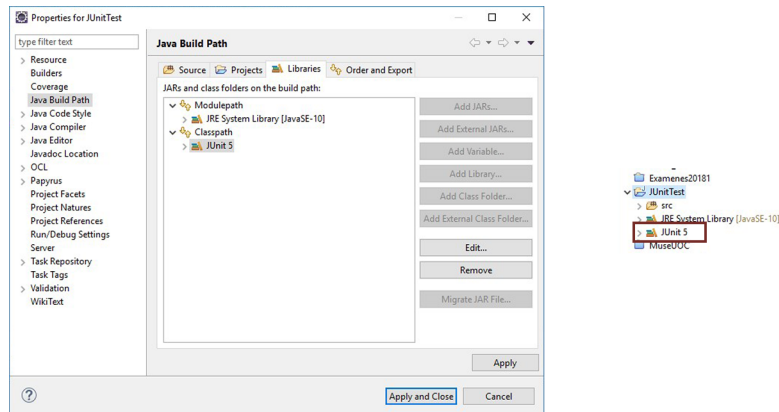 Properties for JUnitTest
type filter text
Resource
Builders
Coverage
Java Build Path
Java Code Style
Java Compiler
Java Editor
Javadoc Location
OCL
Papyrus
Project Facets
Project Natures
Project References
Run/Debug Settings
Server
Task Repository
Task Tags
Validation
WikiText
Java Build Path
Source Projects Libraries Order and Export
JARs and class folders on the build path:
Modulepath
JRE System Library [JavaSE-10]
Classpath
JUnit 5
Add JARs...
Add External JARs...
Add Variable...
Add Library...
Add Class Folder...
Add External Class Folder...
Edit...
Remove
Migrate JAR File...
Apply
Apply and Close Cancel
Examenes20181
JUnitTest
src
JRE System Library [JavaSE-10]
JUnit 5
MuseUOC